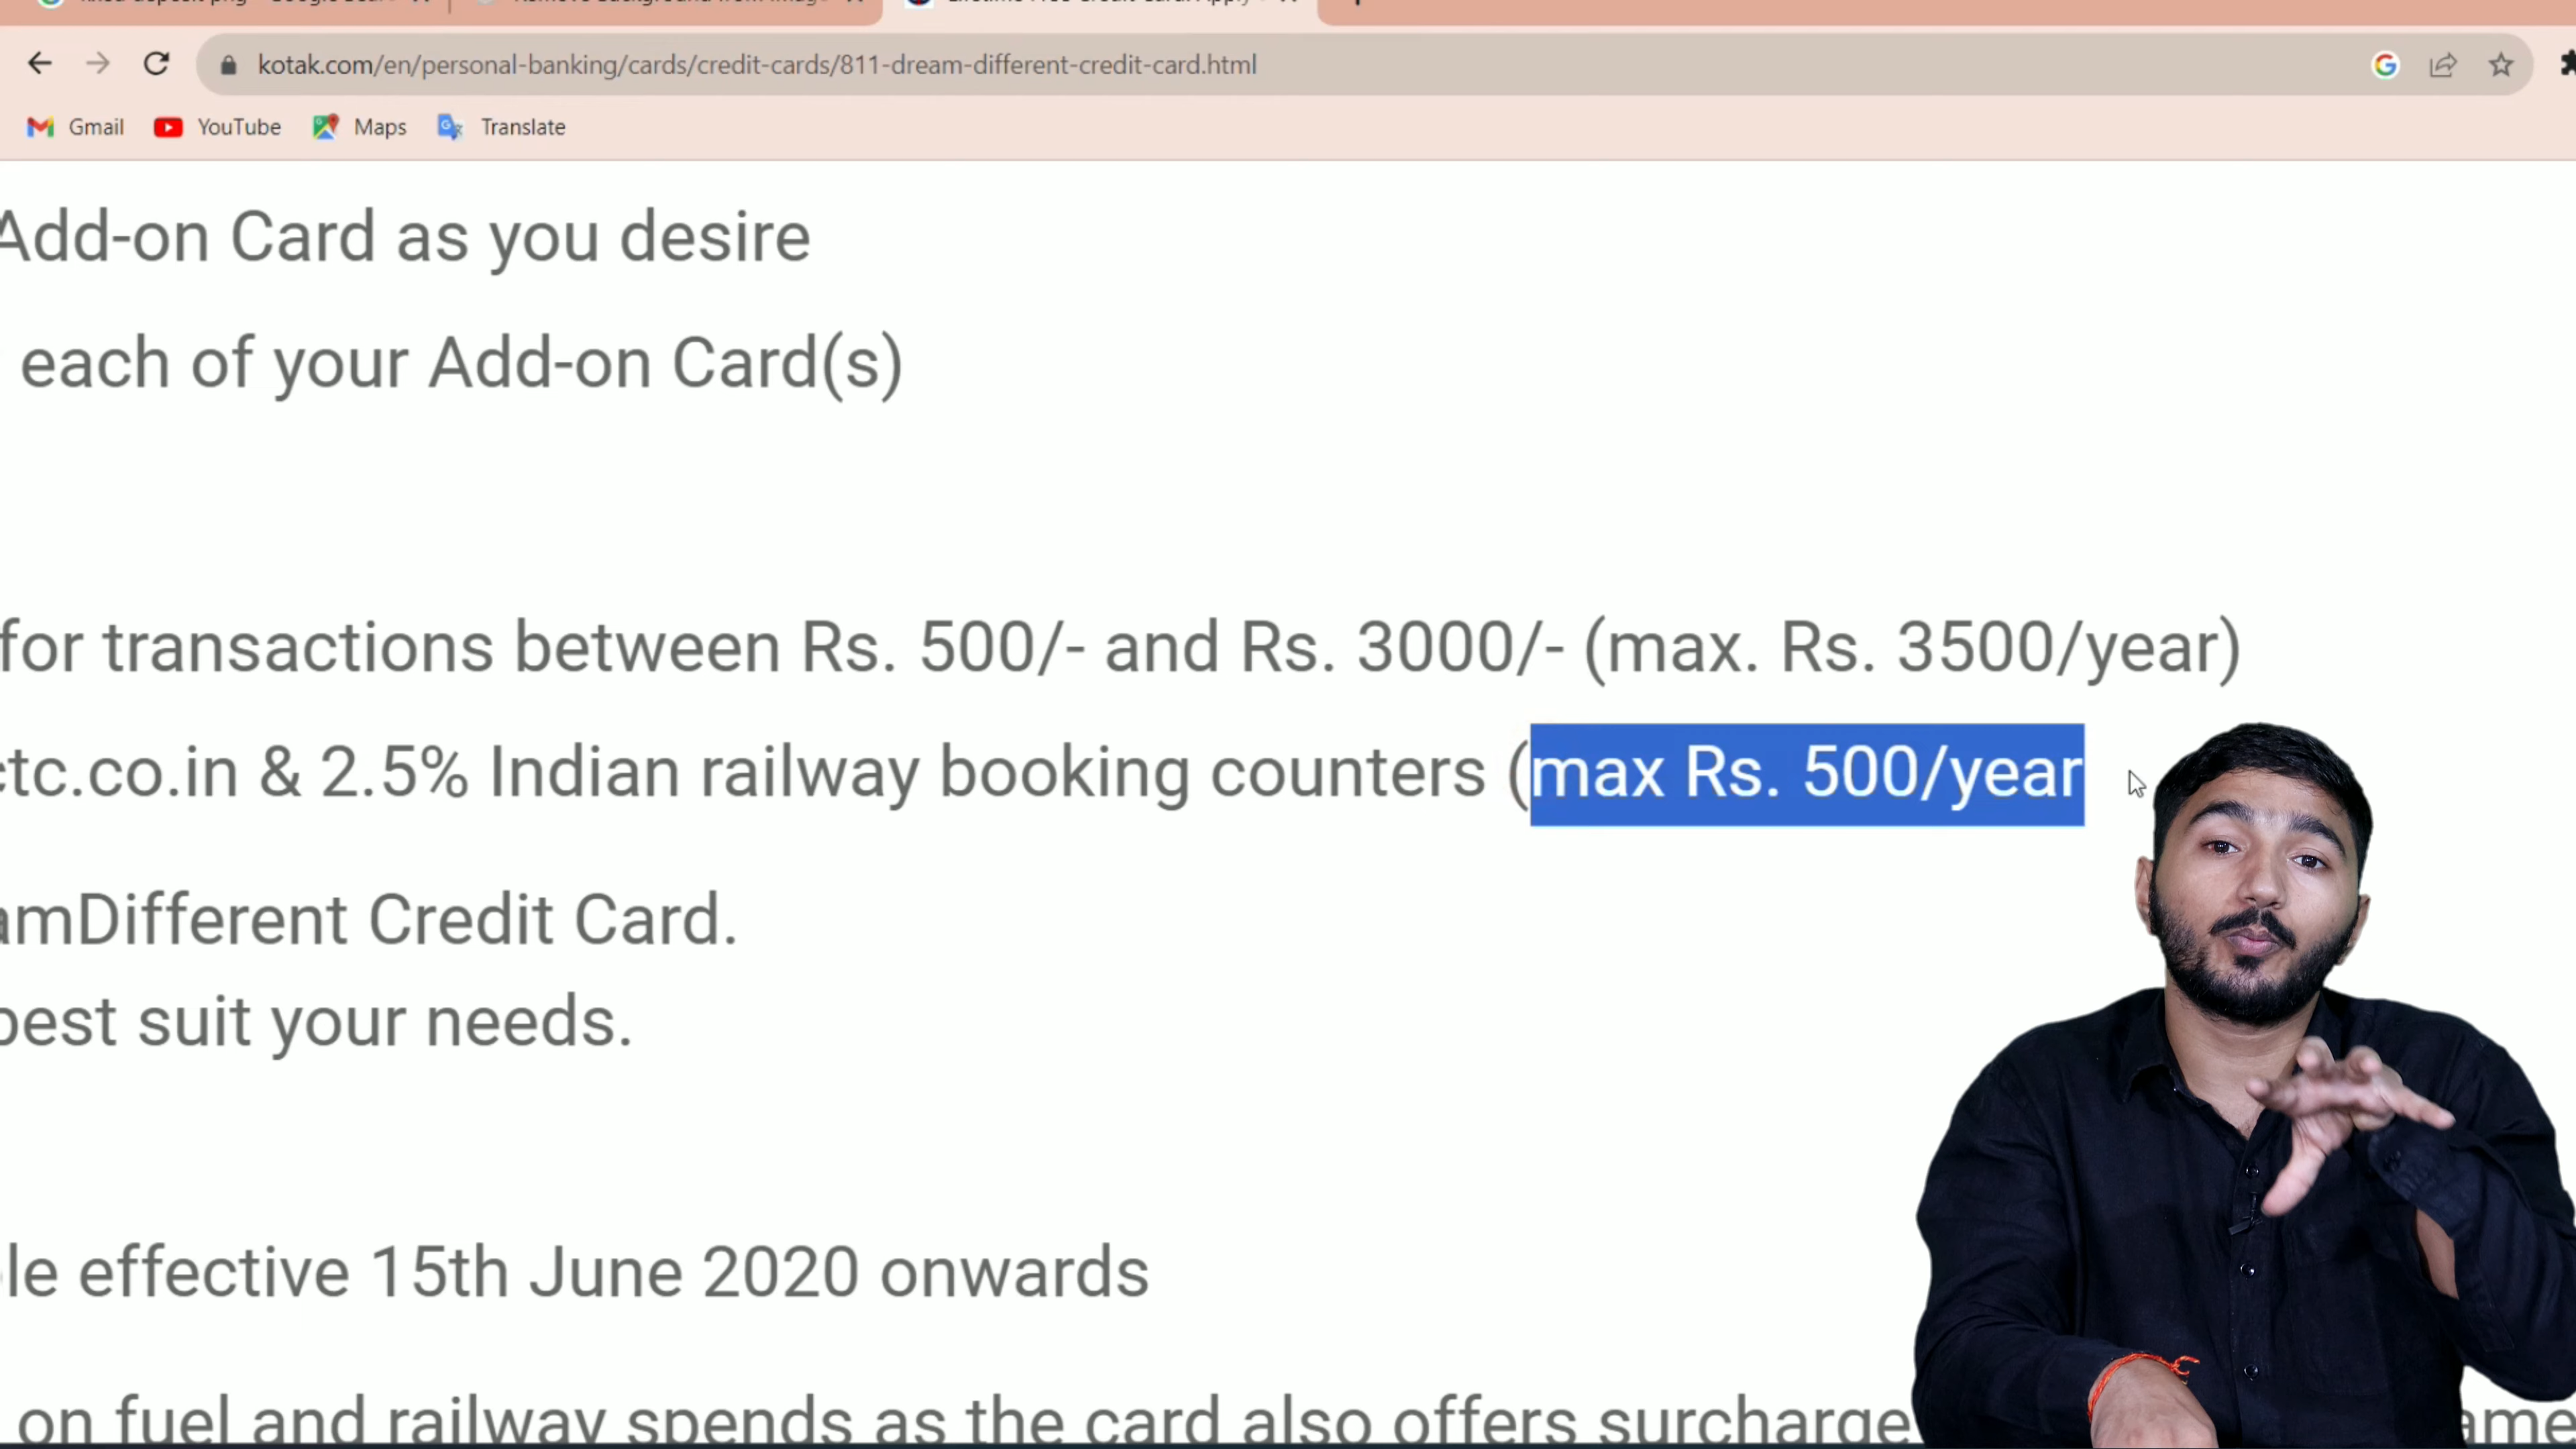 kotak.com/en/personal-banking/cards/credit-cards/811-dream-different-credit-card.html
Gmail YouTube Maps Translate
Add-on Card as you desire
each of your Add-on Card(s)
for transactions between Rs. 500/- and Rs. 3000/- (max. Rs. 3500/year)
ctc.co.in & 2.5% Indian railway booking counters (max Rs. 500/year
amDifferent Credit Card.
best suit your needs.
le effective 15th June 2020 onwards
on fuel and railway spends as the card also offers surcharge